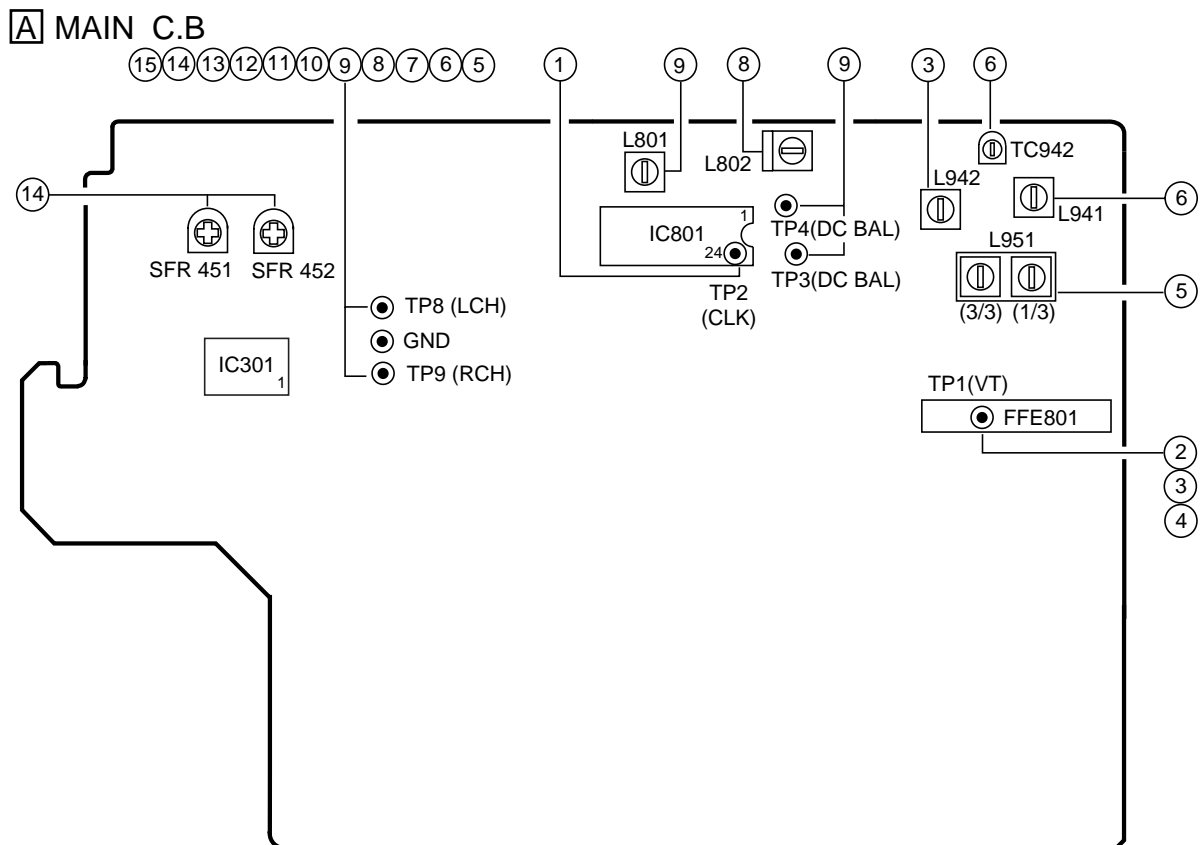 A MAIN C.B
15 14 13 12 11 10 9 8 7 6 5 1 9 8 9 3 6
L801
L802
TC942
L942
L941
14
6
SFR 451 SFR 452
IC801
1
24
TP4(DC BAL)
TP3(DC BAL)
TP2
(CLK)
L951
(3/3) (1/3)
5
TP8 (LCH)
GND
TP9 (RCH)
IC301
1
TP1(VT)
FFE801
2
3
4